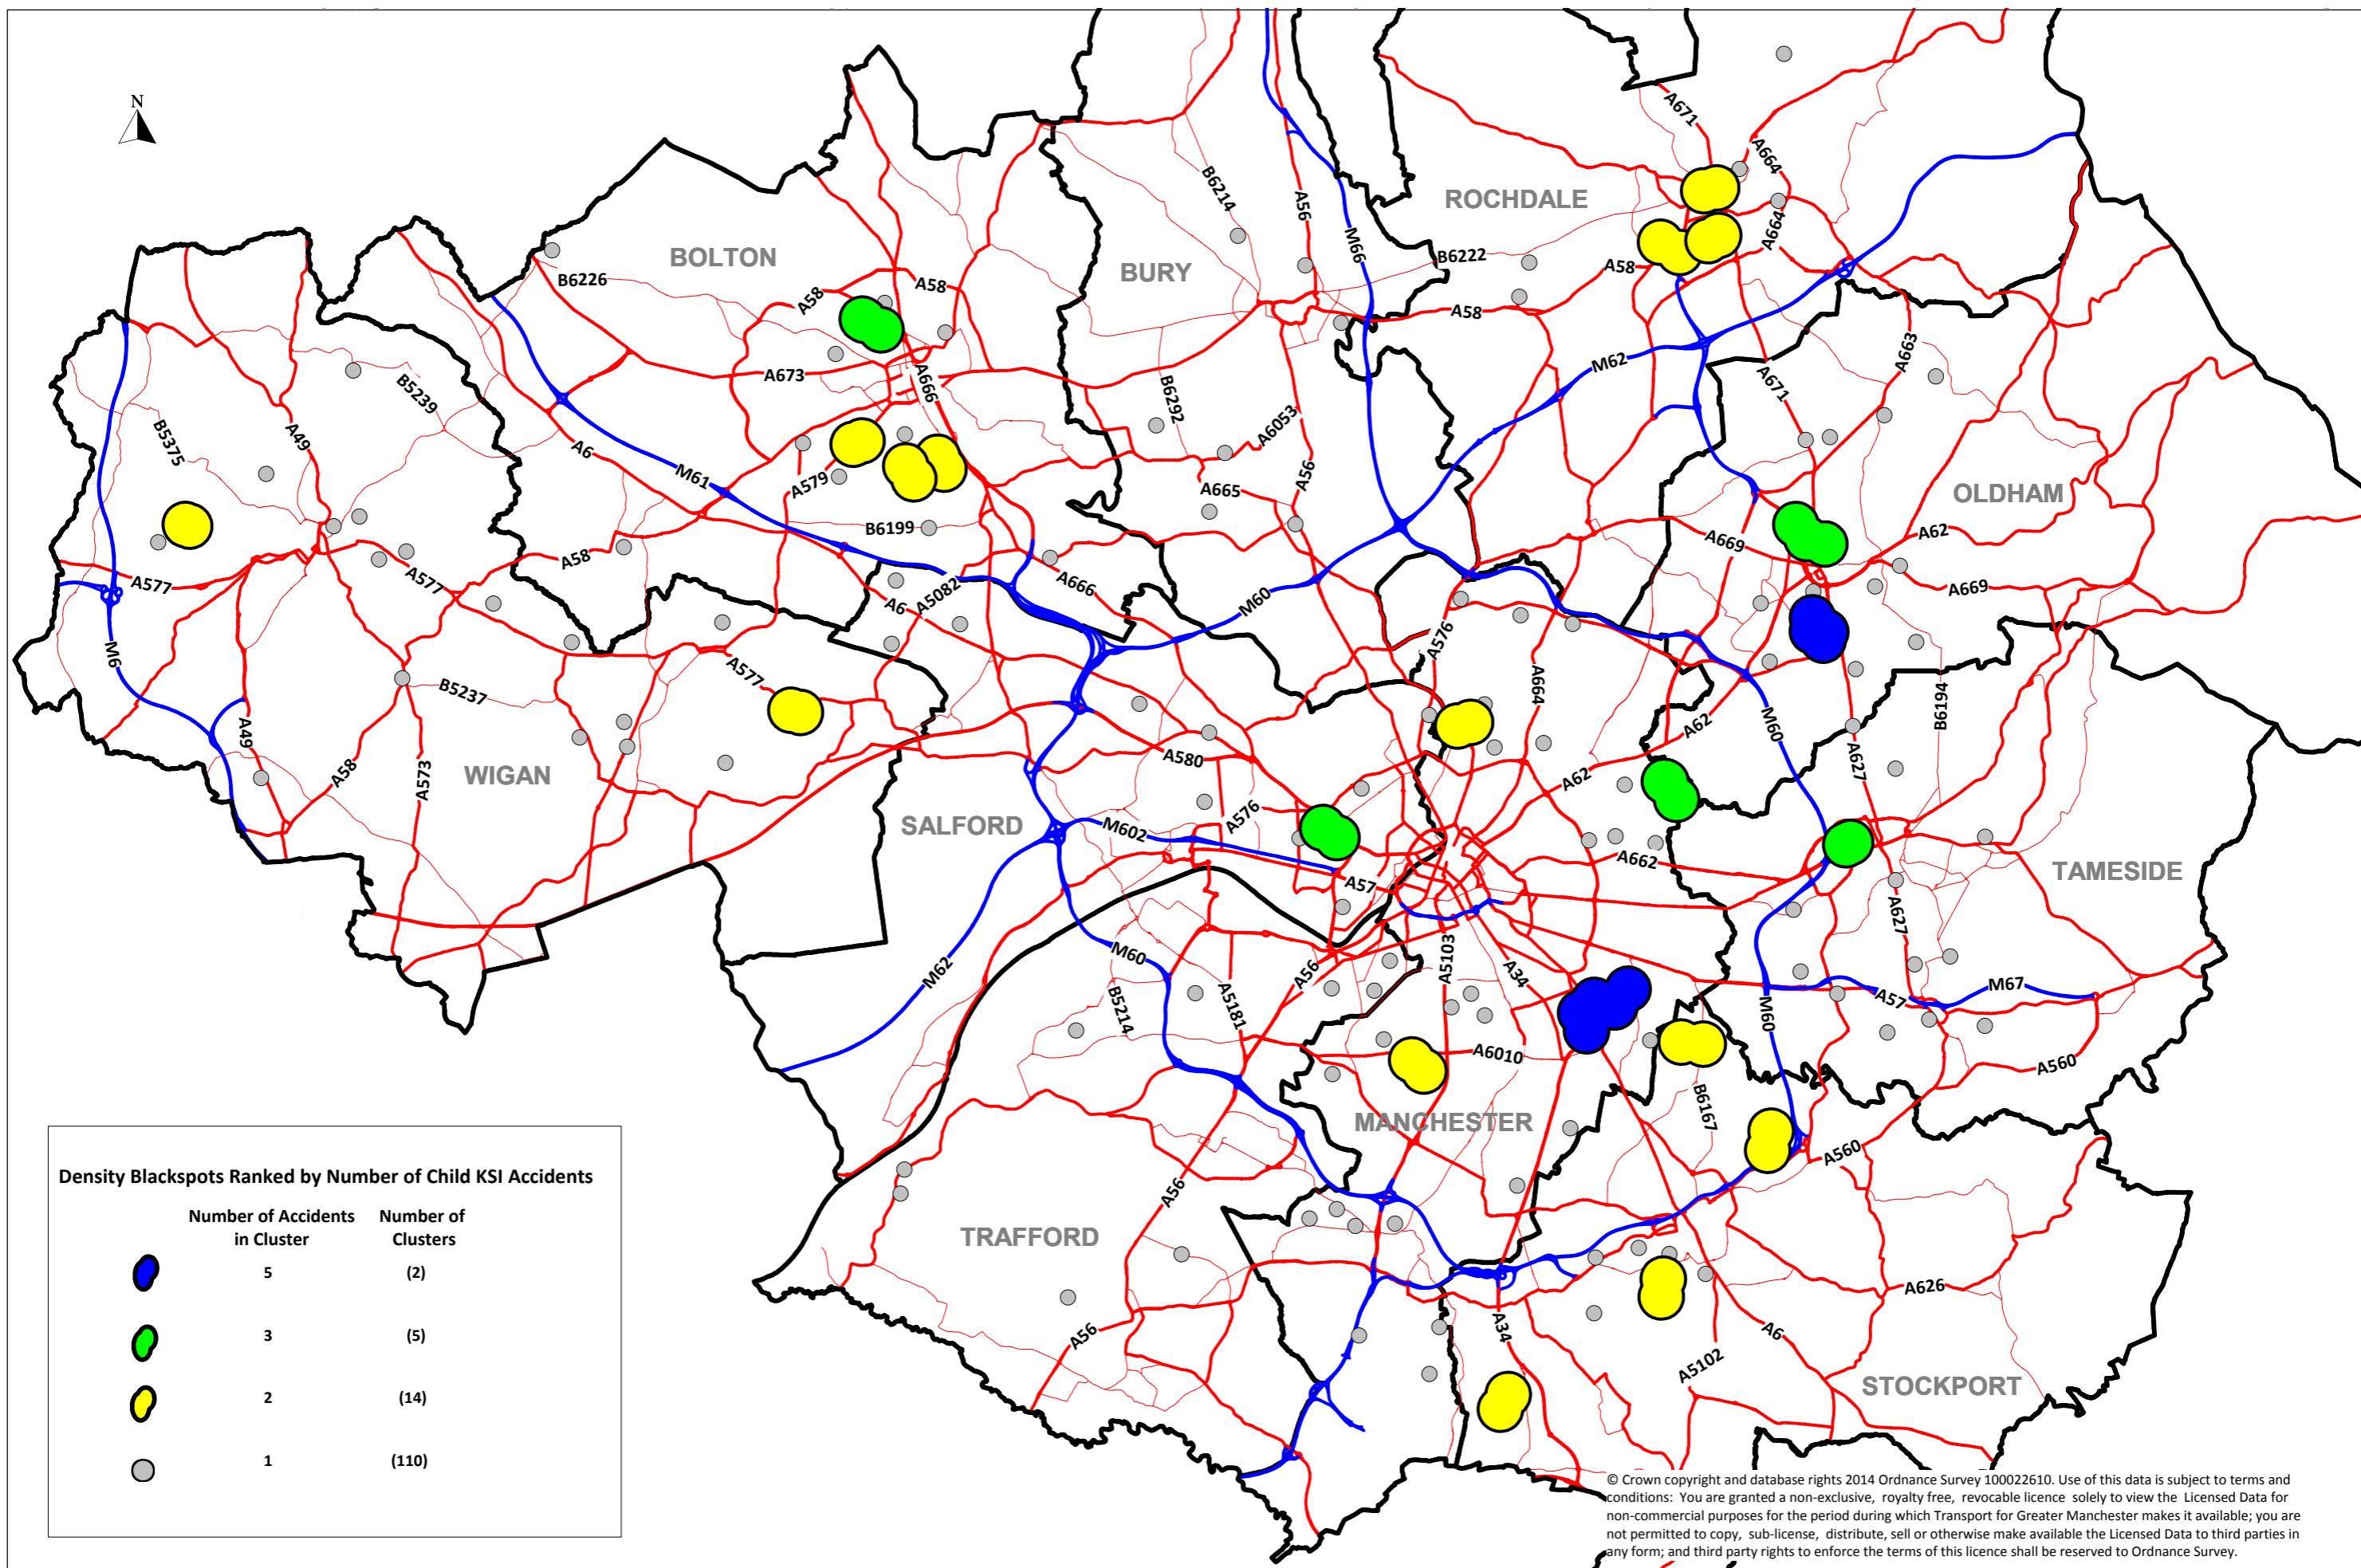 N
A671
A664
B6214
A56
ROCHDALE
A664
M66
BOLTON
BURY
B6222
A58
B6226
A58
A58
A58
A663
M62
A673
A666
A671
B5239
B6292
A6053
B5375
A49
A6
M61
A579
A56
A665
OLDHAM
B6199
A62
A669
A58
A577
A577
A666
A669
A6
A5082
M60
A576
M6
A577
A664
B5237
B6194
A62
M60
A49
A58
A573
WIGAN
A580
A627
A62
SALFORD
M602
A576
A662
A57
TAMESIDE
A627
M62
M60
A56
A5103
A34
B5214
A5181
M67
A57
M60
A6010
A560
B6167
MANCHESTER
A560
A56
TRAFFORD
A626
A34
A56
A6
A5102
STOCKPORT
Density Blackspots Ranked by Number of Child KSI Accidents
Number of Accidents Number of
in Cluster Clusters
5 (2)
3 (5)
2 (14)
1 (110)
© Crown copyright and database rights 2014 Ordnance Survey 100022610. Use of this data is subject to terms and
conditions: You are granted a non-exclusive, royalty free, revocable licence solely to view the Licensed Data for
non-commercial purposes for the period during which Transport for Greater Manchester makes it available; you are
not permitted to copy, sub-license, distribute, sell or otherwise make available the Licensed Data to third parties in
any form; and third party rights to enforce the terms of this licence shall be reserved to Ordnance Survey.